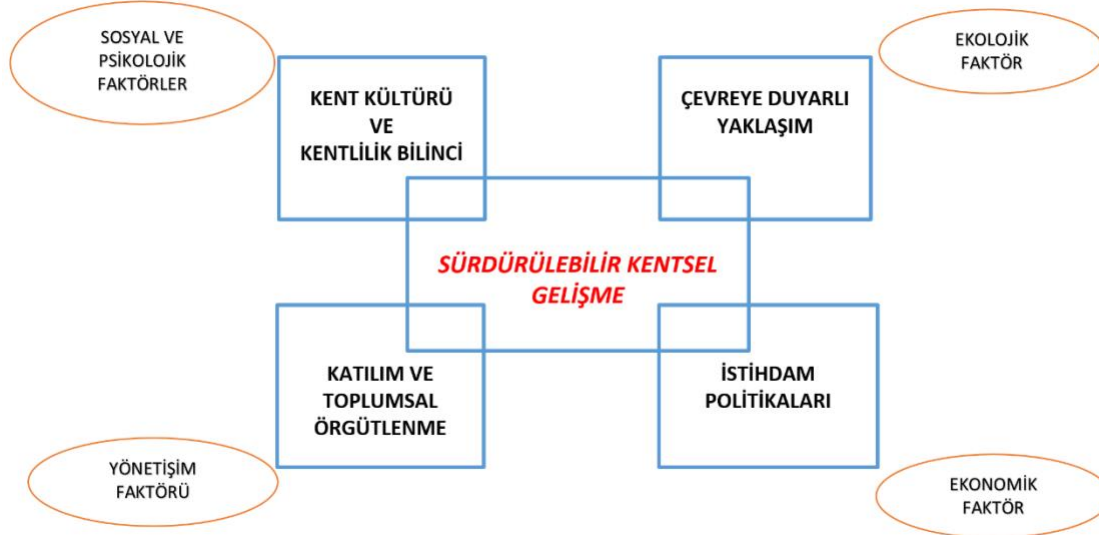 SOSYAL VE
PSİKOLOJİK
FAKTÖRLER
EKOLOJİK
FAKTÖR
KENT KÜLTÜRÜ
VE
KENTLİLİK BİLİNCİ
ÇEVREYE DUYARLI
YAKLAŞIM
SÜRDÜRÜLEBİLİR KENTSEL
GELİŞME
KATILIM VE
TOPLUMSAL
ÖRGÜTLENME
İSTİHDAM
POLİTİKALARI
YÖNETİŞİM
FAKTÖRÜ
EKONOMİK
FAKTÖR